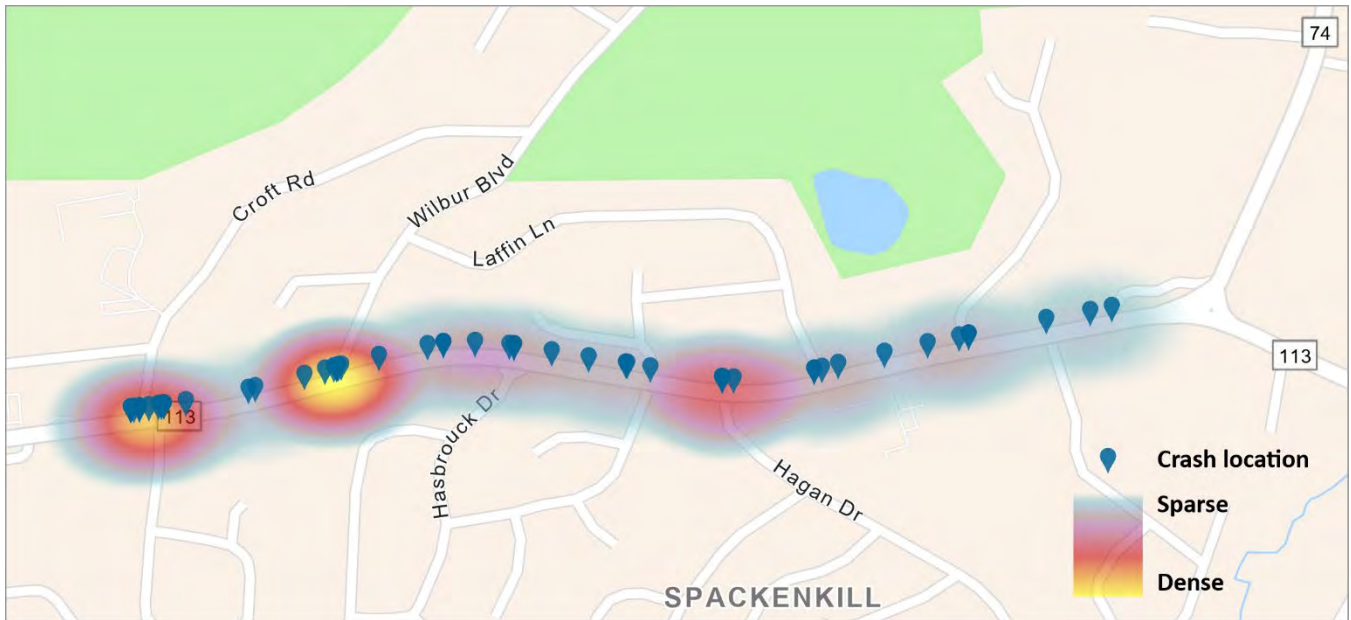 74
Croft Rd
Wilbur Blvd
Laffin Ln
113
113
Hasbrouck Dr
Hagan Dr
Crash location
Sparse
Dense
SPACKENKILL